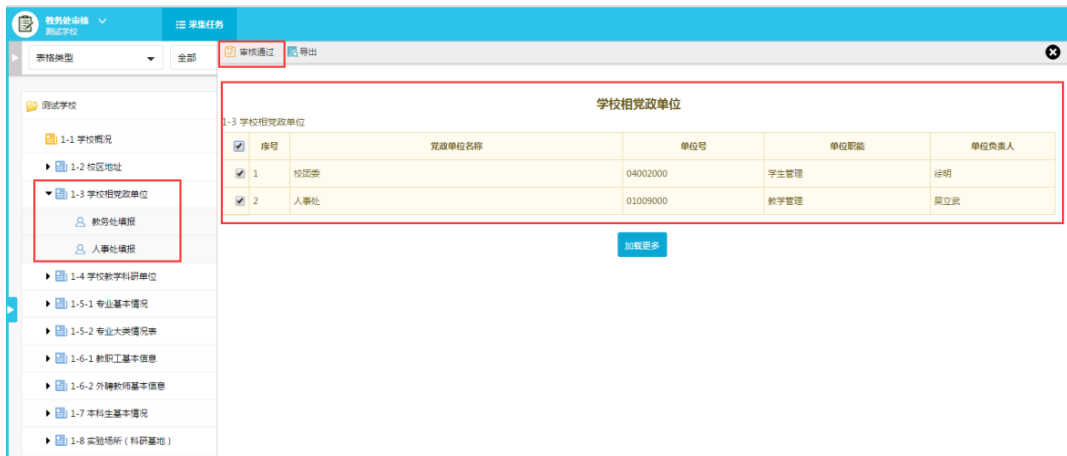 教务处审核
测试学校
采集任务
表格类型
全部
审核通过
导出
测试学校
1-1 学校概况
1-2 校区地址
1-3 学校相党政单位
教务处填报
人事处填报
1-4 学校教学科研单位
1-5-1 专业基本情况
1-5-2 专业大类情况表
1-6-1 教职工基本信息
1-6-2 外聘教师基本信息
1-7 本科生基本情况
1-8 实验场所（科研基地）
学校相党政单位
1-3 学校相党政单位
序号 党政单位名称 单位号 单位职能 单位负责人
1 校团委 04002000 学生管理 徐明
2 人事处 01009000 教学管理 吴立武
加载更多